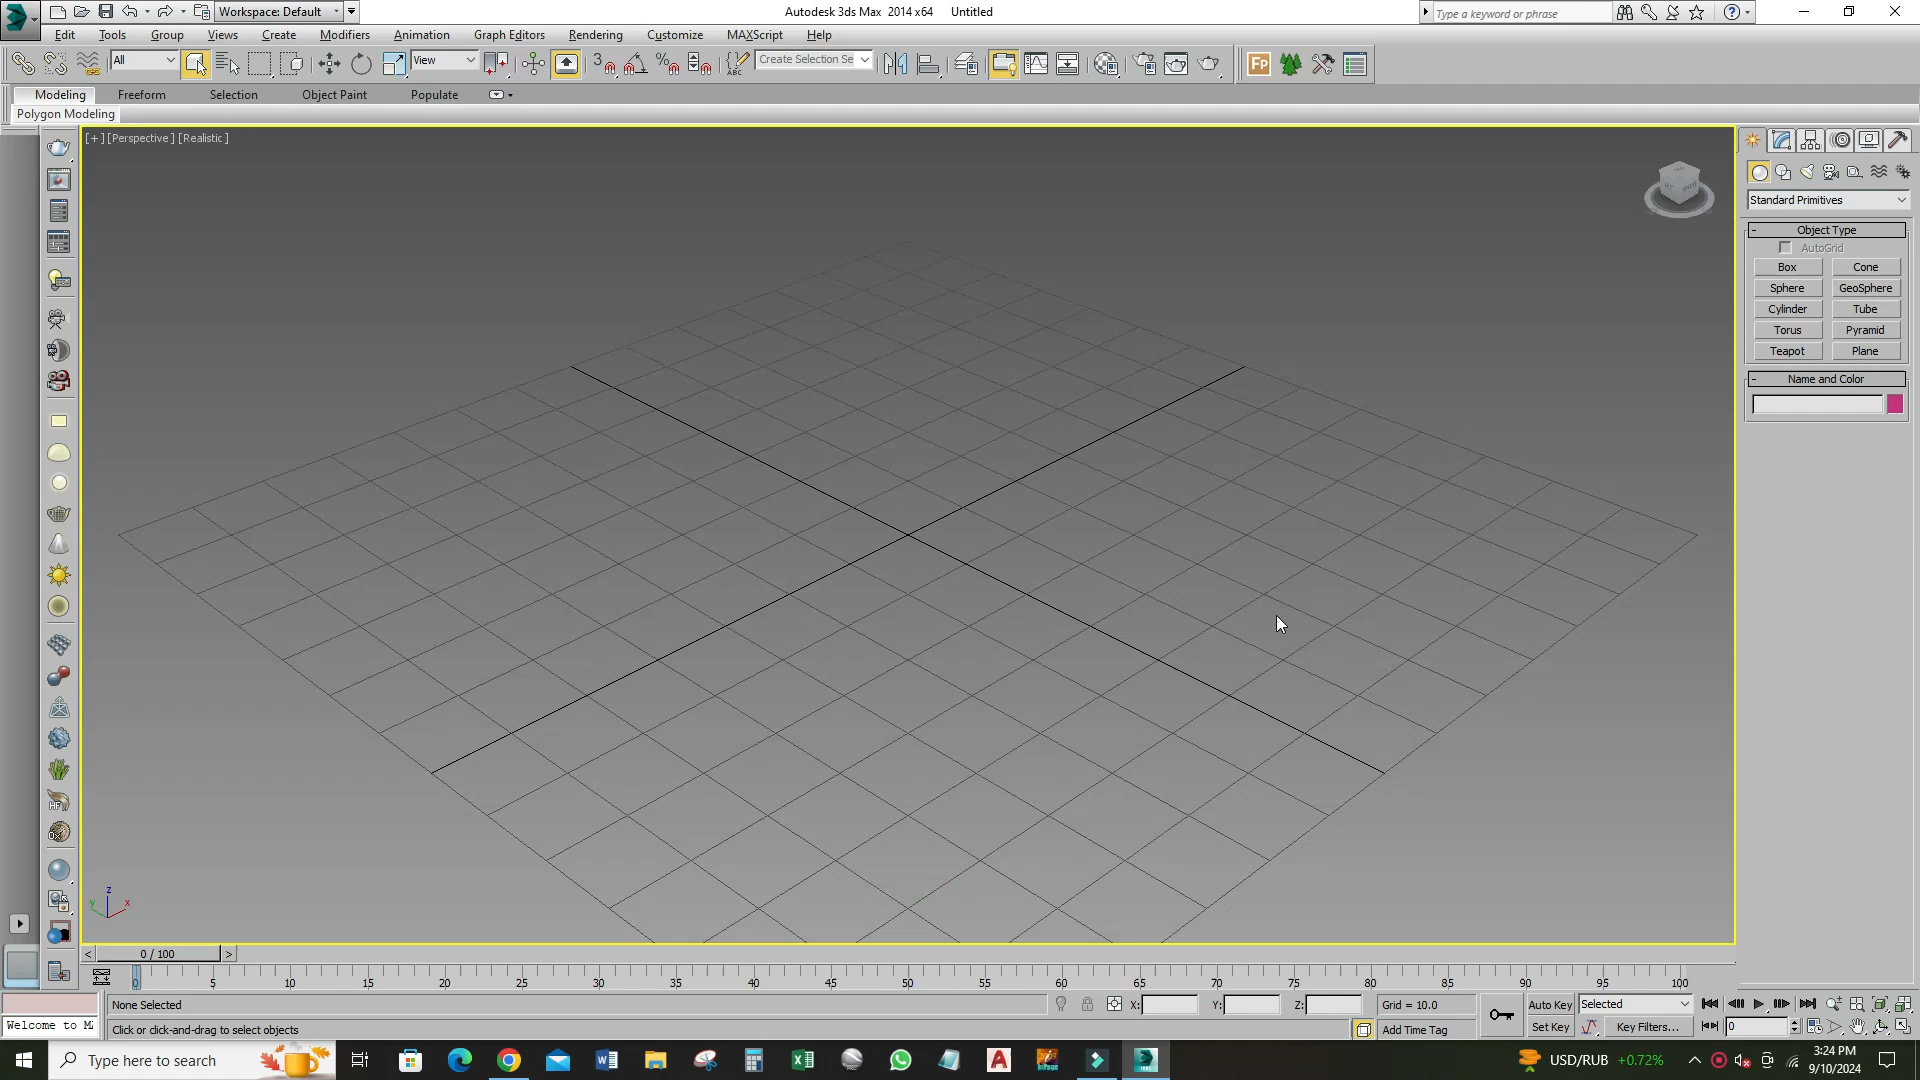 Workspace: Default
Autodesk 3ds Max 2014 x64 Untitled
Type a keyword or phrase
Edit Tools Group Views Create Modifiers Animation Graph Editors Rendering Customize MAXScript Help
All
View
3
Create Selection Se
Modeling Freeform Selection Object Paint Populate
Polygon Modeling
[+] [Perspective] [Realistic]
Standard Primitives
- Object Type
AutoGrid
Box Cone
Sphere GeoSphere
Cylinder Tube
Torus Pyramid
Teapot Plane
- Name and Color
z
y x
< 0 / 100 >
0 5 10 15 20 25 30 35 40 45 50 55 60 65 70 75 80 85 90 95 100
None Selected
X: Y: Z: Grid = 10.0
Auto Key Selected
Welcome to M
Click or click-and-drag to select objects
Add Time Tag
Set Key Key Filters...
0
Type here to search
USD/RUB +0.72%
3:24 PM
9/10/2024